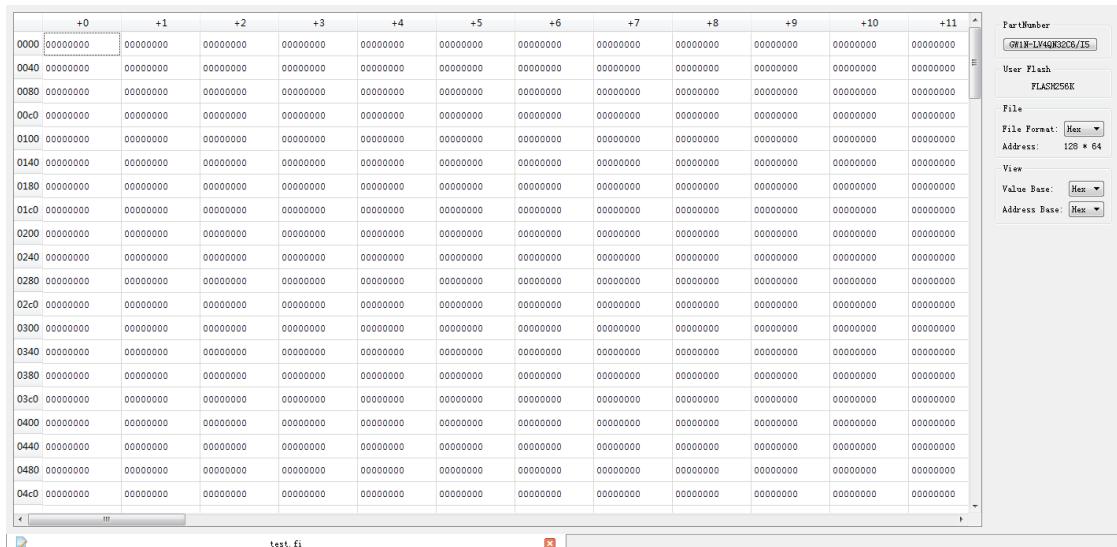 +0 +1 +2 +3 +4 +5 +6 +7 +8 +9 +10 +11
0000 00000000 00000000 00000000 00000000 00000000 00000000 00000000 00000000 00000000 00000000 00000000 00000000
0040 00000000 00000000 00000000 00000000 00000000 00000000 00000000 00000000 00000000 00000000 00000000 00000000
0080 00000000 00000000 00000000 00000000 00000000 00000000 00000000 00000000 00000000 00000000 00000000 00000000
00c0 00000000 00000000 00000000 00000000 00000000 00000000 00000000 00000000 00000000 00000000 00000000 00000000
0100 00000000 00000000 00000000 00000000 00000000 00000000 00000000 00000000 00000000 00000000 00000000 00000000
0140 00000000 00000000 00000000 00000000 00000000 00000000 00000000 00000000 00000000 00000000 00000000 00000000
0180 00000000 00000000 00000000 00000000 00000000 00000000 00000000 00000000 00000000 00000000 00000000 00000000
01c0 00000000 00000000 00000000 00000000 00000000 00000000 00000000 00000000 00000000 00000000 00000000 00000000
0200 00000000 00000000 00000000 00000000 00000000 00000000 00000000 00000000 00000000 00000000 00000000 00000000
0240 00000000 00000000 00000000 00000000 00000000 00000000 00000000 00000000 00000000 00000000 00000000 00000000
0280 00000000 00000000 00000000 00000000 00000000 00000000 00000000 00000000 00000000 00000000 00000000 00000000
02c0 00000000 00000000 00000000 00000000 00000000 00000000 00000000 00000000 00000000 00000000 00000000 00000000
0300 00000000 00000000 00000000 00000000 00000000 00000000 00000000 00000000 00000000 00000000 00000000 00000000
0340 00000000 00000000 00000000 00000000 00000000 00000000 00000000 00000000 00000000 00000000 00000000 00000000
0380 00000000 00000000 00000000 00000000 00000000 00000000 00000000 00000000 00000000 00000000 00000000 00000000
03c0 00000000 00000000 00000000 00000000 00000000 00000000 00000000 00000000 00000000 00000000 00000000 00000000
0400 00000000 00000000 00000000 00000000 00000000 00000000 00000000 00000000 00000000 00000000 00000000 00000000
0440 00000000 00000000 00000000 00000000 00000000 00000000 00000000 00000000 00000000 00000000 00000000 00000000
0480 00000000 00000000 00000000 00000000 00000000 00000000 00000000 00000000 00000000 00000000 00000000 00000000
04c0 00000000 00000000 00000000 00000000 00000000 00000000 00000000 00000000 00000000 00000000 00000000 00000000
PartNumber
GW1N-LV4QN32C6/I5
User Flash
FLASH256K
File
File Format: Hex
Address: 128 * 64
View
Value Base: Hex
Address Base: Hex
test.fi